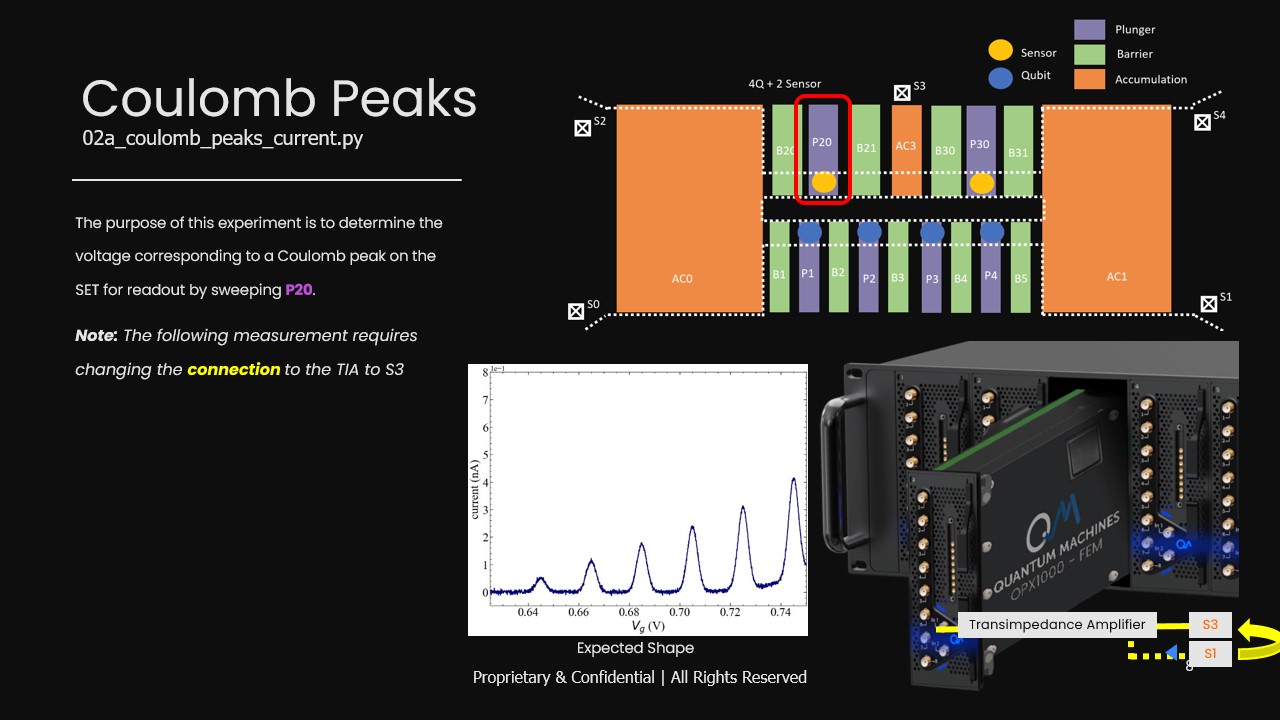 Coulomb Peaks
02a_coulomb_peaks_current.py
The purpose of this experiment is to determine the
voltage corresponding to a Coulomb peak on the
SET for readout by sweeping P20.
Note: The following measurement requires
changing the connection to the TIA to S3
Sensor
Qubit
Plunger
Barrier
Accumulation
4Q + 2 Sensor
S3
S2
S4
B20
P20
B21
AC3
B30
P30
B31
AC0
B1
P1
B2
P2
B3
P3
B4
P4
B5
AC1
S0
S1
8
1e−1
7
6
5
4
3
2
1
0
current (nA)
0.64
0.66
0.68
0.70
0.72
0.74
Vg (V)
Expected Shape
QM
QUANTUM MACHINES
OPX1000 – FEM
Transimpedance Amplifier
S3
S1
8
Proprietary & Confidential | All Rights Reserved